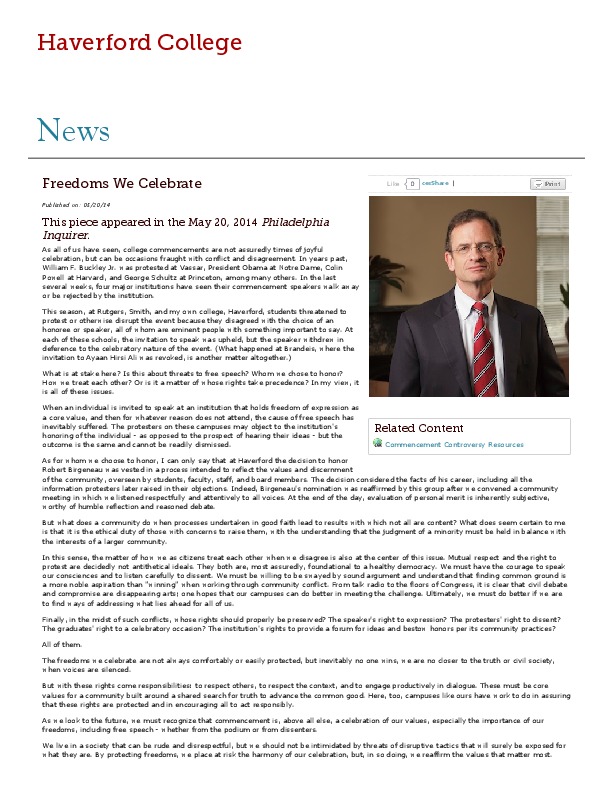 Haverford College
News
Freedoms We Celebrate
Published on: 05/20/14
This piece appeared in the May 20, 2014 Philadelphia
Inquirer.
As all of us have seen, college commencements are not assuredly times of joyful
celebration, but can be occasions fraught with conflict and disagreement. In years past,
William F. Buckley Jr. was protested at Vassar, President Obama at Notre Dame, Colin
Powell at Harvard, and George Schultz at Princeton, among many others. In the last
several weeks, four major institutions have seen their commencement speakers walk away
or be rejected by the institution.
This season, at Rutgers, Smith, and my own college, Haverford, students threatened to
protest or otherwise disrupt the event because they disagreed with the choice of an
honoree or speaker, all of whom are eminent people with something important to say. At
each of these schools, the invitation to speak was upheld, but the speaker withdrew in
deference to the celebratory nature of the event. (What happened at Brandeis, where the
invitation to Ayaan Hirsi Ali was revoked, is another matter altogether.)
What is at stake here? Is this about threats to free speech? Whom we chose to honor?
How we treat each other? Or is it a matter of whose rights take precedence? In my view, it
is all of these issues.
When an individual is invited to speak at an institution that holds freedom of expression as
a core value, and then for whatever reason does not attend, the cause of free speech has
inevitably suffered. The protesters on these campuses may object to the institution's
honoring of the individual - as opposed to the prospect of hearing their ideas - but the
outcome is the same and cannot be readily dismissed.
As for whom we choose to honor, I can only say that at Haverford the decision to honor
Robert Birgeneau was vested in a process intended to reflect the values and discernment
of the community, overseen by students, faculty, staff, and board members. The decision considered the facts of his career, including all the
information protesters later raised in their objections. Indeed, Birgeneau's nomination was reaffirmed by this group after we convened a community
meeting in which we listened respectfully and attentively to all voices. At the end of the day, evaluation of personal merit is inherently subjective,
worthy of humble reflection and reasoned debate.
But what does a community do when processes undertaken in good faith lead to results with which not all are content? What does seem certain to me
is that it is the ethical duty of those with concerns to raise them, with the understanding that the judgment of a minority must be held in balance with
the interests of a larger community.
In this sense, the matter of how we as citizens treat each other when we disagree is also at the center of this issue. Mutual respect and the right to
protest are decidedly not antithetical ideals. They both are, most assuredly, foundational to a healthy democracy. We must have the courage to speak
our consciences and to listen carefully to dissent. We must be willing to be swayed by sound argument and understand that finding common ground is
a more noble aspiration than "winning" when working through community conflict. From talk radio to the floors of Congress, it is clear that civil debate
and compromise are disappearing arts; one hopes that our campuses can do better in meeting the challenge. Ultimately, we must do better if we are
to find ways of addressing what lies ahead for all of us.
Finally, in the midst of such conflicts, whose rights should properly be preserved? The speaker's right to expression? The protesters' right to dissent?
The graduates' right to a celebratory occasion? The institution's rights to provide a forum for ideas and bestow honors per its community practices?
All of them.
The freedoms we celebrate are not always comfortably or easily protected, but inevitably no one wins, we are no closer to the truth or civil society,
when voices are silenced.
But with these rights come responsibilities: to respect others, to respect the context, and to engage productively in dialogue. These must be core
values for a community built around a shared search for truth to advance the common good. Here, too, campuses like ours have work to do in assuring
that these rights are protected and in encouraging all to act responsibly.
As we look to the future, we must recognize that commencement is, above all else, a celebration of our values, especially the importance of our
freedoms, including free speech - whether from the podium or from dissenters.
We live in a society that can be rude and disrespectful, but we should not be intimidated by threats of disruptive tactics that will surely be exposed for
what they are. By protecting freedoms, we place at risk the harmony of our celebration, but, in so doing, we reaffirm the values that matter most.
Like 0
Share |
Print
Related Content
Commencement Controversy Resources